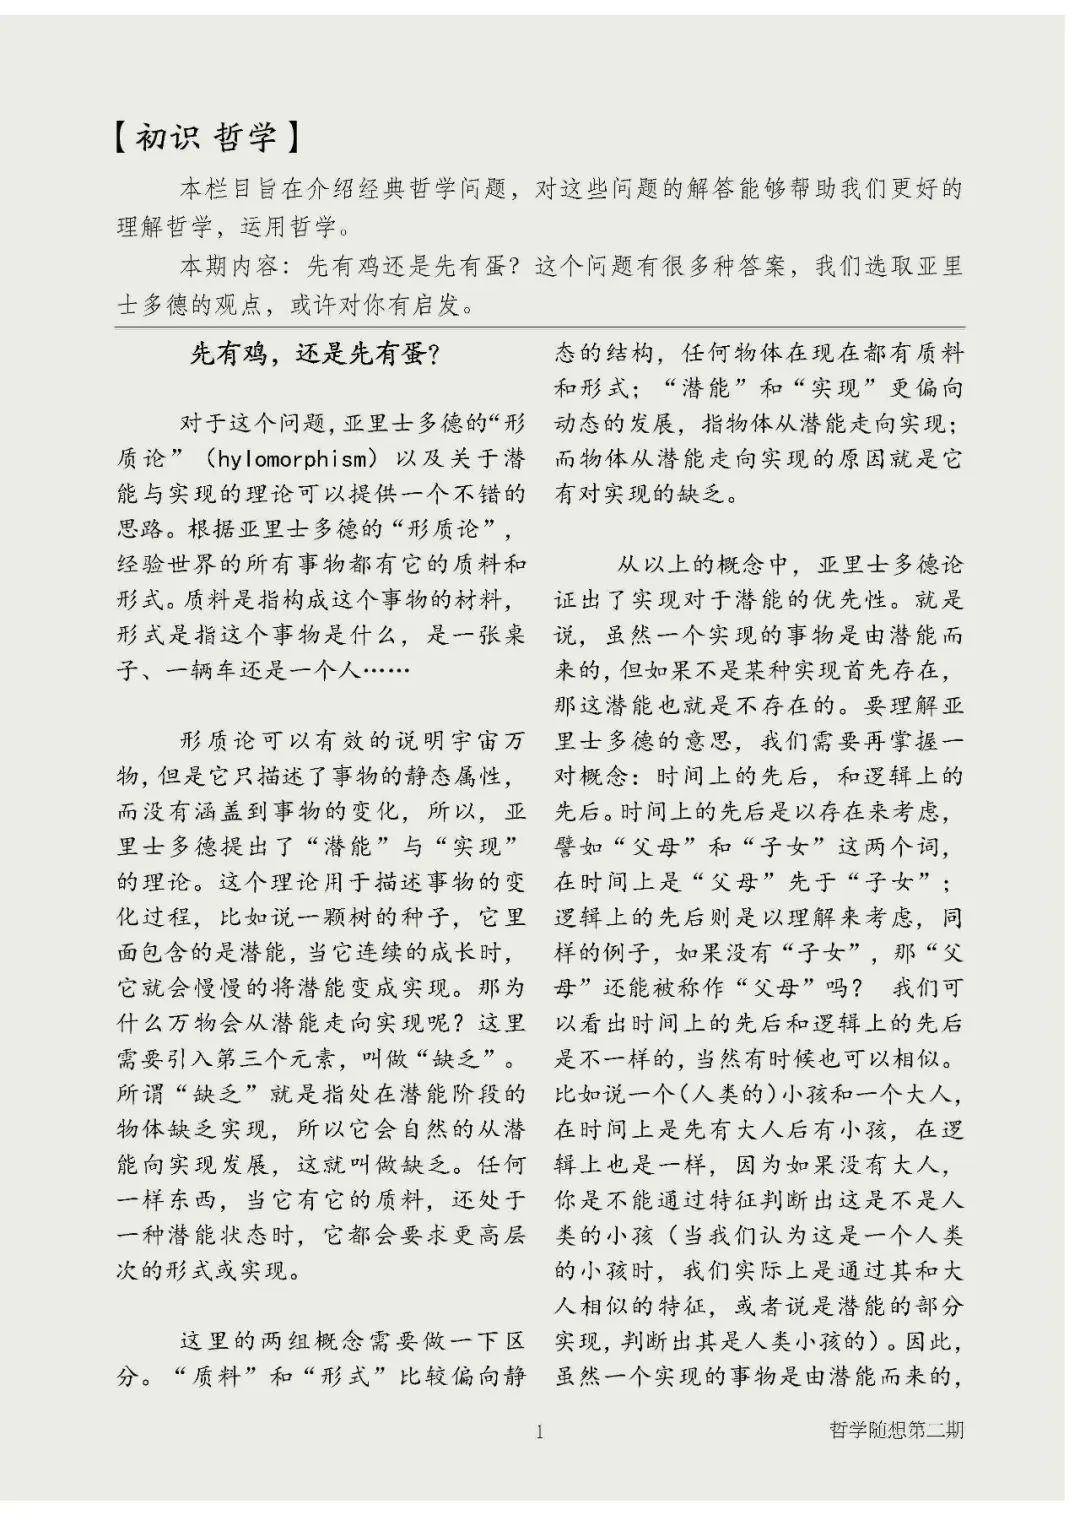 【初识 哲学】
本栏目旨在介绍经典哲学问题，对这些问题的解答能够帮助我们更好的
理解哲学，运用哲学。
本期内容：先有鸡还是先有蛋？这个问题有很多种答案，我们选取亚里
士多德的观点，或许对你有启发。
先有鸡，还是先有蛋？
对于这个问题，亚里士多德的“形
质论”（hylomorphism）以及关于潜
能与实现的理论可以提供一个不错的
思路。根据亚里士多德的“形质论”，
经验世界的所有事物都有它的质料和
形式。质料是指构成这个事物的材料，
形式是指这个事物是什么，是一张桌
子、一辆车还是一个人……
形质论可以有效的说明宇宙万
物，但是它只描述了事物的静态属性，
而没有涵盖到事物的变化，所以，亚
里士多德提出了“潜能”与“实现”
的理论。这个理论用于描述事物的变
化过程，比如说一颗树的种子，它里
面包含的是潜能，当它连续的成长时，
它就会慢慢的将潜能变成实现。那为
什么万物会从潜能走向实现呢？这里
需要引入第三个元素，叫做“缺乏”。
所谓“缺乏”就是指处在潜能阶段的
物体缺乏实现，所以它会自然的从潜
能向实现发展，这就叫做缺乏。任何
一样东西，当它有它的质料，还处于
一种潜能状态时，它都会要求更高层
次的形式或实现。
这里的两组概念需要做一下区
分。“质料”和“形式”比较偏向静
态的结构，任何物体在现在都有质料
和形式；“潜能”和“实现”更偏向
动态的发展，指物体从潜能走向实现；
而物体从潜能走向实现的原因就是它
有对实现的缺乏。
从以上的概念中，亚里士多德论
证出了实现对于潜能的优先性。就是
说，虽然一个实现的事物是由潜能而
来的，但如果不是某种实现首先存在，
那这潜能也就是不存在的。要理解亚
里士多德的意思，我们需要再掌握一
对概念：时间上的先后，和逻辑上的
先后。时间上的先后是以存在来考虑，
譬如“父母”和“子女”这两个词，
在时间上是“父母”先于“子女”；
逻辑上的先后则是以理解来考虑，同
样的例子，如果没有“子女”，那“父
母”还能被称作“父母”吗？ 我们可
以看出时间上的先后和逻辑上的先后
是不一样的，当然有时候也可以相似。
比如说一个（人类的）小孩和一个大人，
在时间上是先有大人后有小孩，在逻
辑上也是一样，因为如果没有大人，
你是不能通过特征判断出这是不是人
类的小孩（当我们认为这是一个人类
的小孩时，我们实际上是通过其和大
人相似的特征，或者说是潜能的部分
实现，判断出其是人类小孩的）。因此，
虽然一个实现的事物是由潜能而来的，
1
哲学随想第二期